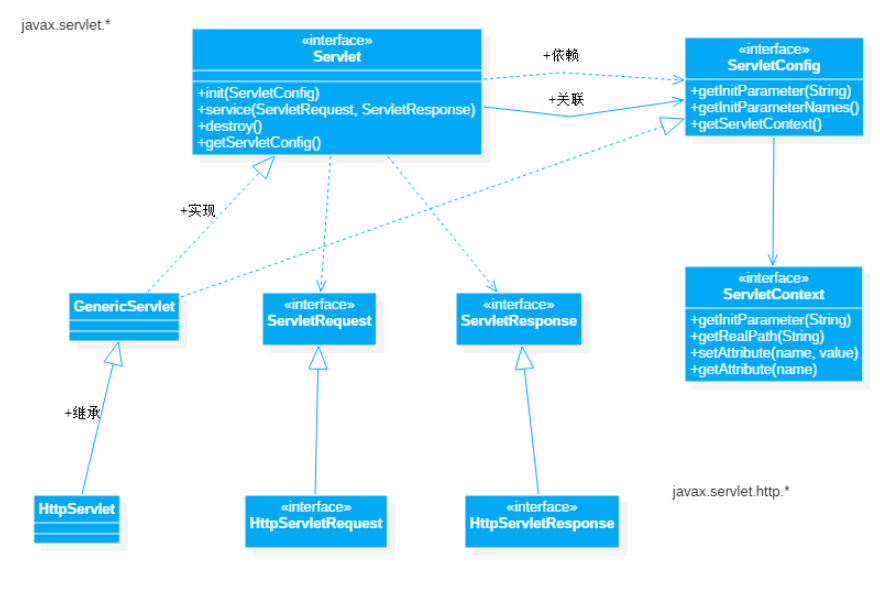 javax.servlet.*
«interface»
Servlet
+init(ServletConfig)
+service(ServletRequest, ServletResponse)
+destroy()
+getServletConfig()
+依赖
+关联
«interface»
ServletConfig
+getInitParameter(String)
+getInitParameterNames()
+getServletContext()
+实现
GenericServlet
«interface»
ServletRequest
«interface»
ServletResponse
«interface»
ServletContext
+getInitParameter(String)
+getRealPath(String)
+setAttribute(name, value)
+getAttribute(name)
+继承
HttpServlet
«interface»
HttpServletRequest
«interface»
HttpServletResponse
javax.servlet.http.*